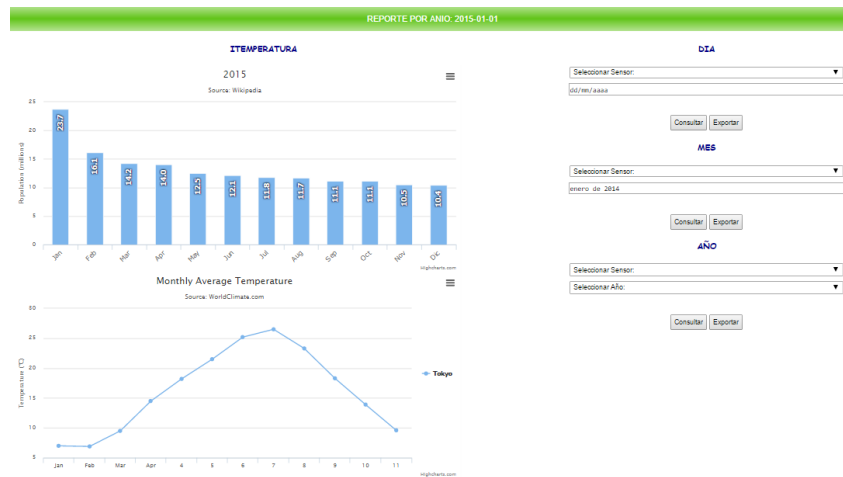 REPORTE POR ANIO: 2015-01-01
ITEMPERATURA
2015
Source: Wikipedia
Population (millions)
25
20
15
10
5
0
23.7
16.1
14.2
14.0
12.5
12.1
11.8
11.7
11.1
11.1
10.5
10.4
Jan
Feb
Mar
Apr
May
Jun
Jul
Aug
Sep
Oct
Nov
Dic
Highcharts.com
Monthly Average Temperature
Source: WorldClimate.com
Temperature (°C)
30
25
20
15
10
5
Jan
Feb
Mar
Apr
4
5
6
7
8
9
10
11
Tokyo
Highcharts.com
DIA
Seleccionar Sensor:
dd/mm/aaaa
Consultar Exportar
MES
Seleccionar Sensor:
enero de 2014
Consultar Exportar
AÑO
Seleccionar Sensor:
Seleccionar Año:
Consultar Exportar